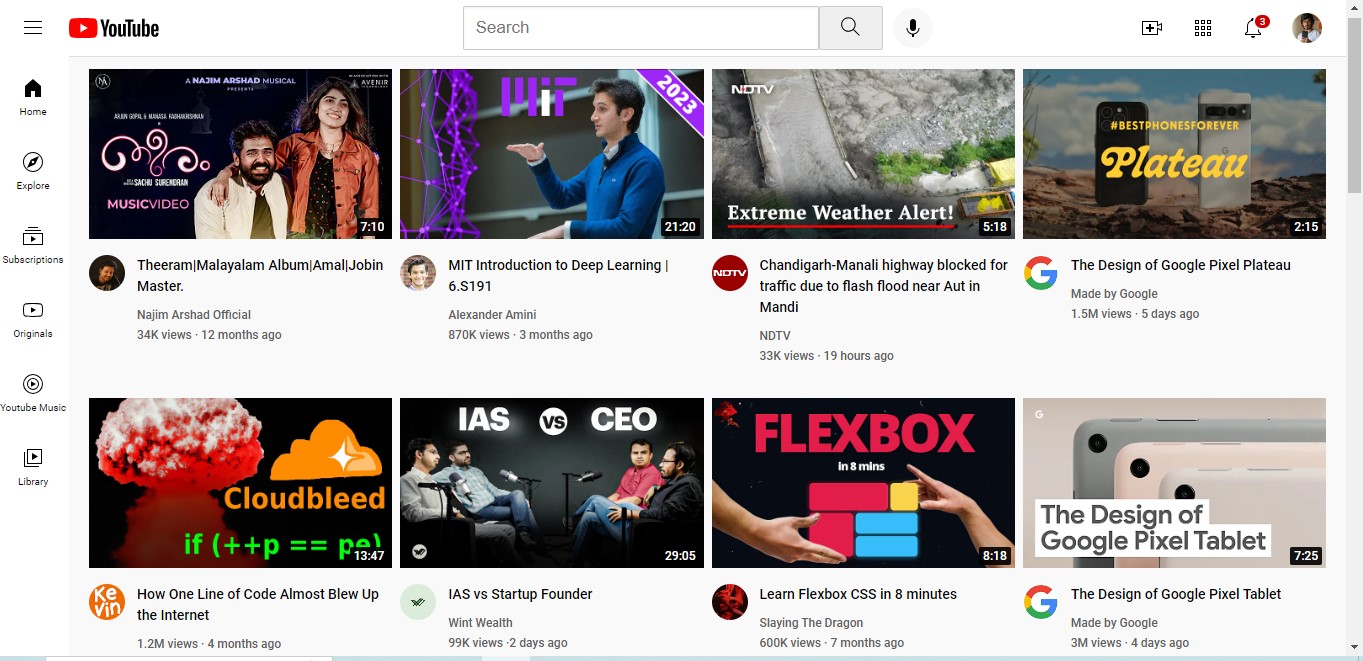 YouTube
Search
3
Home
Explore
Subscriptions
Originals
Youtube Music
Library
A NAJIM ARSHAD MUSICAL
PRESENTS
AVENIR
ARJUN GOPAL & MANASA RADHAKRISHNAN
SACHU SURENDRAN
MUSICVIDEO
7:10
Theeram|Malayalam Album|Amal|Jobin
Master.
Najim Arshad Official
34K views · 12 months ago
MIT
2023
21:20
MIT Introduction to Deep Learning |
6.S191
Alexander Amini
870K views · 3 months ago
NDTV
Extreme Weather Alert!
5:18
NDTV
Chandigarh-Manali highway blocked for
traffic due to flash flood near Aut in
Mandi
NDTV
33K views · 19 hours ago
#BESTPHONESFOREVER
Plateau
2:15
The Design of Google Pixel Plateau
Made by Google
1.5M views · 5 days ago
Cloudbleed
if (++p == pe)
13:47
Kevin
How One Line of Code Almost Blew Up
the Internet
1.2M views · 4 months ago
IAS VS CEO
29:05
IAS vs Startup Founder
Wint Wealth
99K views ·2 days ago
FLEXBOX
in 8 mins
8:18
Learn Flexbox CSS in 8 minutes
Slaying The Dragon
600K views · 7 months ago
G
The Design of
Google Pixel Tablet
7:25
The Design of Google Pixel Tablet
Made by Google
3M views · 4 days ago